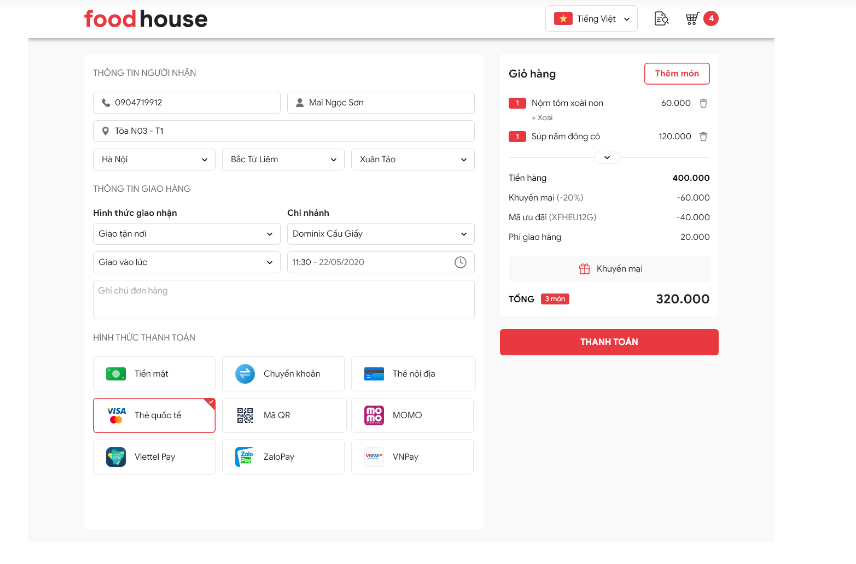 foodhouse
Tiếng Việt
4
THÔNG TIN NGƯỜI NHẬN
0904719912
Mai Ngọc Sơn
Tòa N03 - T1
Hà Nội
Bắc Từ Liêm
Xuân Tảo
THÔNG TIN GIAO HÀNG
Hình thức giao nhận
Chi nhánh
Giao tận nơi
Dominix Cầu Giấy
Giao vào lúc
11:30 - 22/05/2020
Ghi chú đơn hàng
HÌNH THỨC THANH TOÁN
Tiền mặt
Chuyển khoản
Thẻ nội địa
VISA
Thẻ quốc tế
Mã QR
momo
MOMO
Viettel Pay
Zalo
Pay
ZaloPay
VNPAY
VNPay
Giỏ hàng
Thêm món
1 Nộm tôm xoài non 60.000
+ Xoài
1 Súp nấm đông cô 120.000
Tiền hàng 400.000
Khuyến mại (-20%) -60.000
Mã ưu đãi (XFHEU12G) -40.000
Phí giao hàng 20.000
Khuyến mại
TỔNG 3 món 320.000
THANH TOÁN